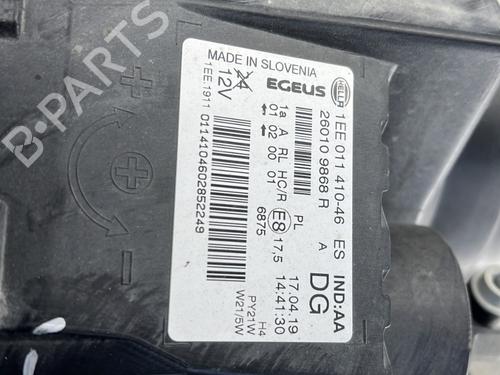 B-PARTS
MADE IN SLOVENIA
EGEUS
HELLA
24
12V
1EE 011 410-46 ES IND:AA
26010 9868 R A DG
1EE.1911
0114104602852249
1a A RL HC/R PL
01 02 00 01
E8 17,5
6875
17.04.19
14:41:30
H4
PY21W
W21/5W
+
-